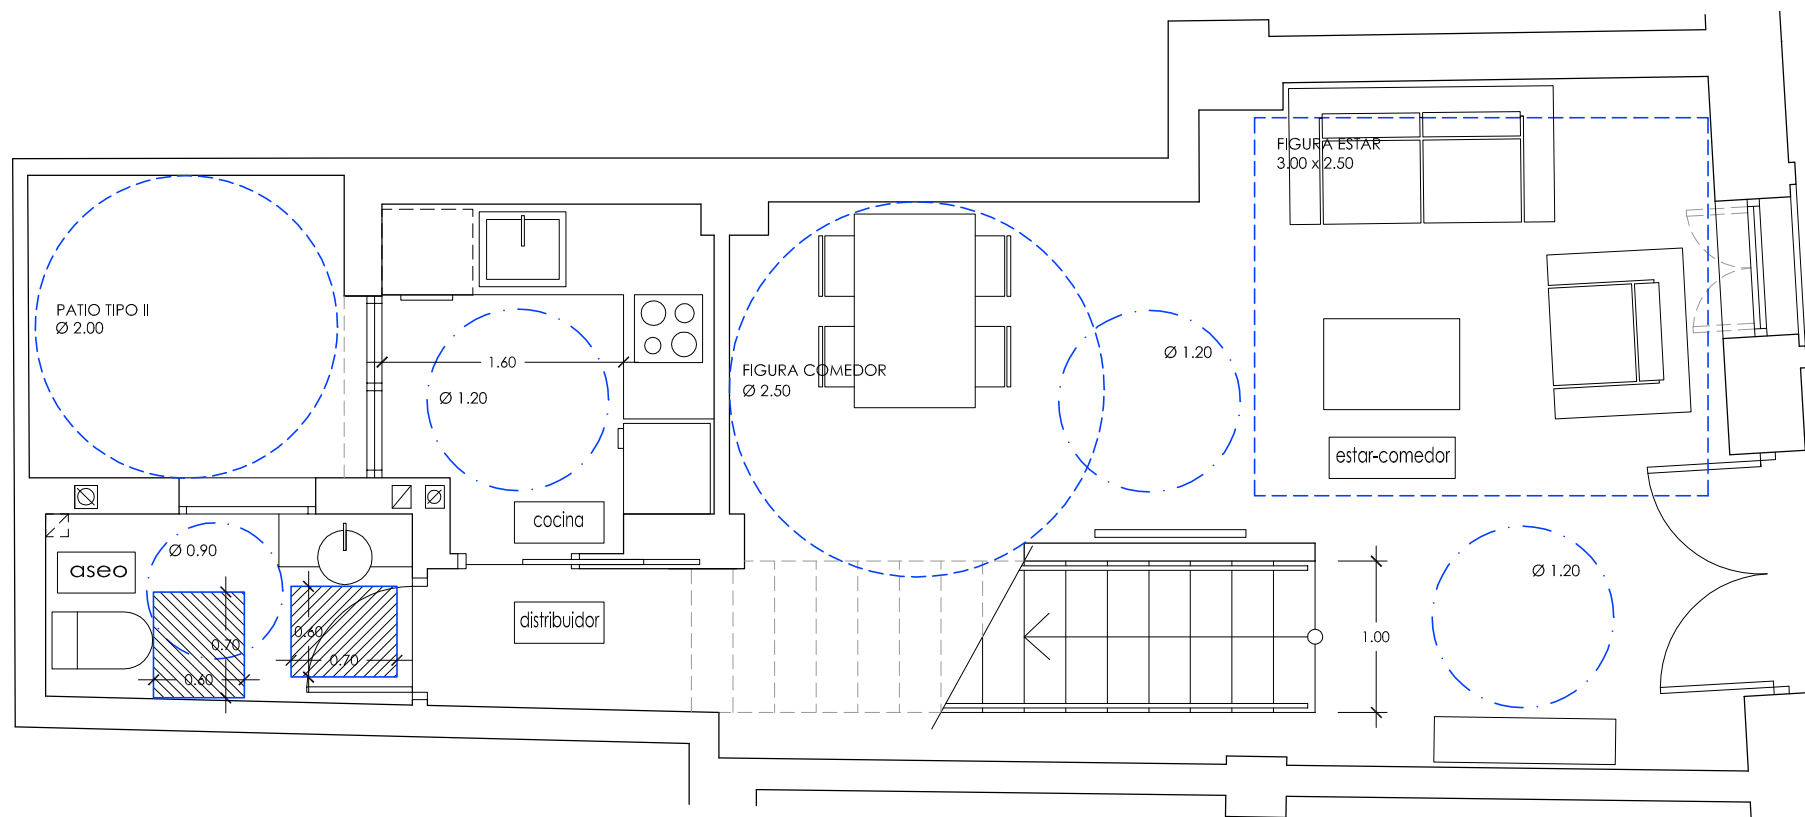 FIGURA ESTAR
3.00 x 2.50
PATIO TIPO II
Ø 2.00
1.60
Ø 1.20
FIGURA COMEDOR
Ø 2.50
Ø 1.20
estar-comedor
cocina
Ø 0.90
aseo
Ø 1.20
distribuidor
0.60
0.70
0.70
0.60
1.00